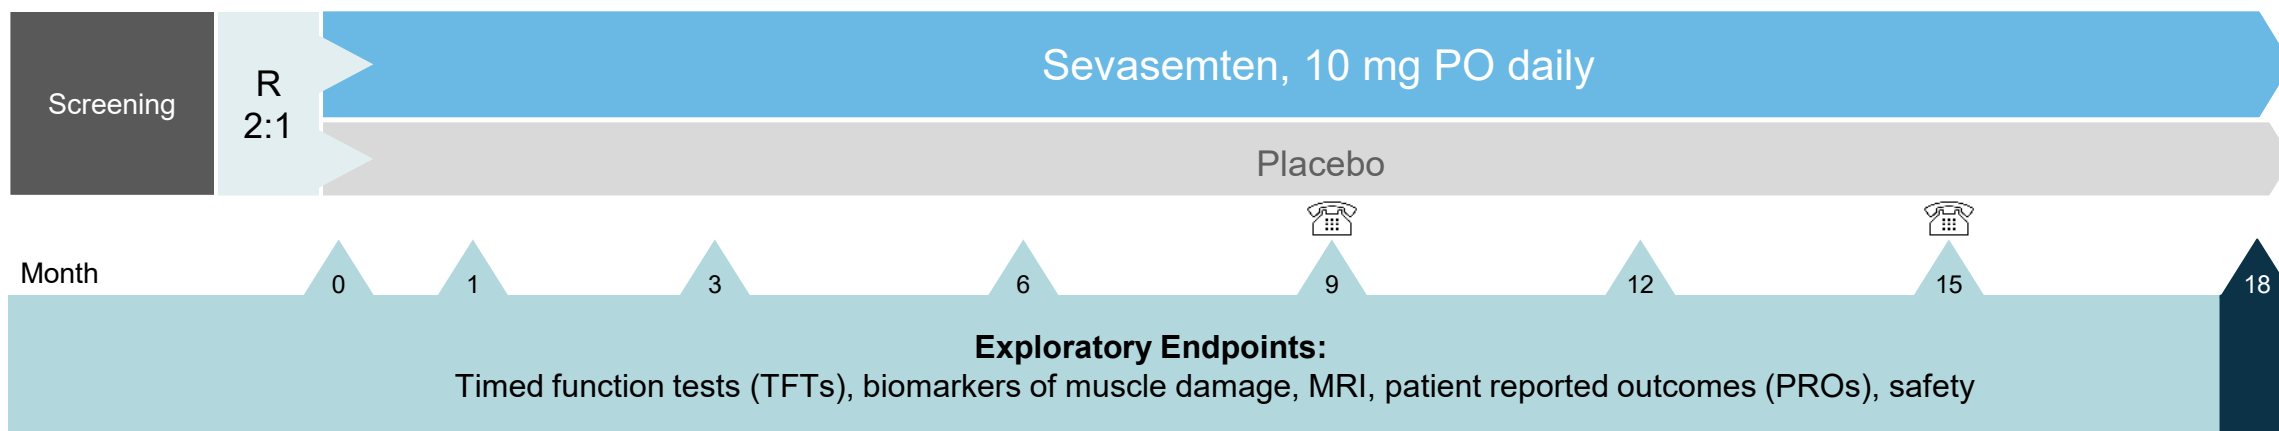 Screening
R
2:1
Sevasemten, 10 mg PO daily
Placebo
Month
0
1
3
6
9
12
15
18
Exploratory Endpoints:
Timed function tests (TFTs), biomarkers of muscle damage, MRI, patient reported outcomes (PROs), safety